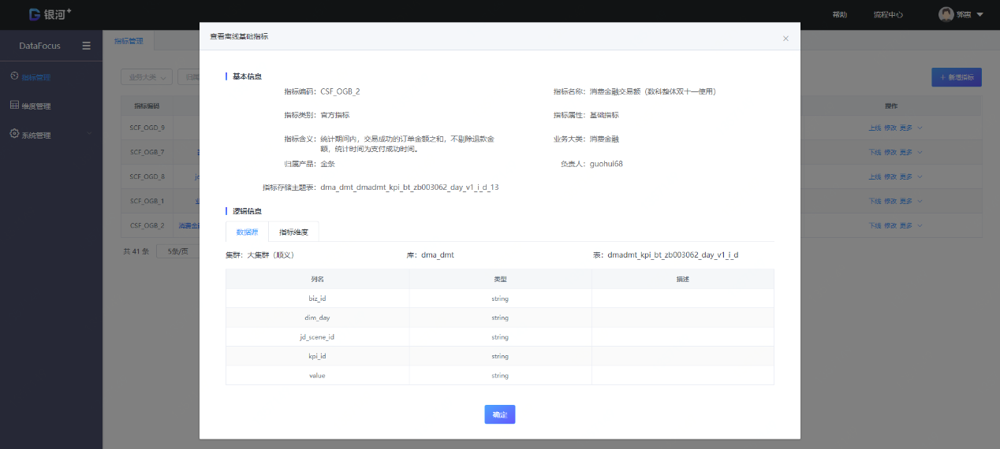 银河+
帮助
流程中心
郭惠
DataFocus
指标管理
维度管理
系统管理
指标管理
业务大类
归属
+ 新增指标
指标编码
操作
SCF_OGD_9
上线 修改 更多
SCF_OGB_7
下线 修改 更多
SCF_OGD_8
上线 修改 更多
SCF_OGB_1
下线 修改 更多
CSF_OGB_2
消费金
下线 修改 更多
共 41 条
5条/页
查看离线基础指标
×
基本信息
指标编码：CSF_OGB_2
指标名称：消费金融交易额（数科整体双十一使用）
指标类别：官方指标
指标属性：基础指标
指标含义：统计期间内，交易成功的订单金额之和，不剔除退款金
额，统计时间为支付成功时间。
业务大类：消费金融
归属产品：金条
负责人：guohui68
指标存储主题表：dma_dmt_dmadmt_kpi_bt_zb003062_day_v1_i_d_13
逻辑信息
数据源
指标维度
集群：大集群（顺义）
库：dma_dmt
表：dmadmt_kpi_bt_zb003062_day_v1_i_d
列名 类型 描述
biz_id string
dim_day string
jd_scene_id string
kpi_id string
value string
确定